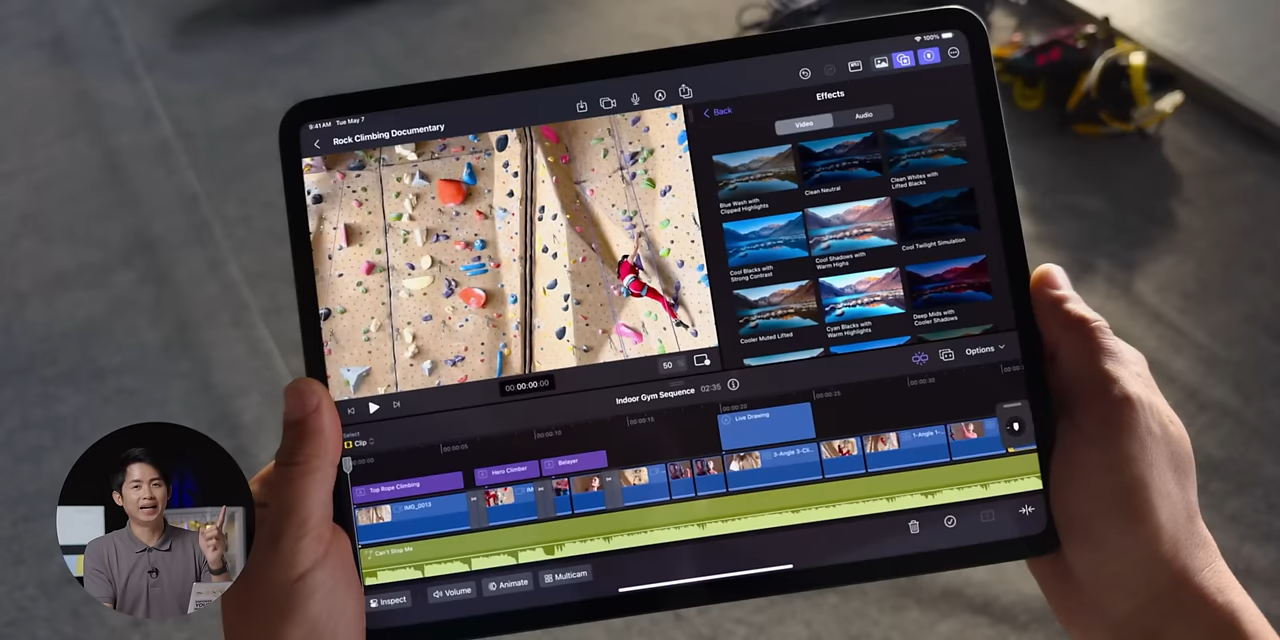 9:41 AM Tue May 7
100%
Rock Climbing Documentary
Back
Effects
Video
Audio
Blue Wash with
Clipped Highlights
Clean Neutral
Clean Whites with
Lifted Blacks
Cool Blacks with
Strong Contrast
Cool Shadows with
Warm Highs
Cool Twilight Simulation
Cooler Muted Lifted
Cyan Blacks with
Warm Highlights
Deep Mids with
Cooler Shadows
00:00:00:00
50
Indoor Gym Sequence
02:35
Options
Select
Clip
00:00:05
00:00:10
00:00:15
00:00:20
00:00:25
00:00:30
Live Drawing
Top Rope Climbing
Hero Climber
Belayer
IMG_0013
3-Angle 3-Cli...
1-Angle 1-...
Can't Stop Me
Inspect
Volume
Animate
Multicam